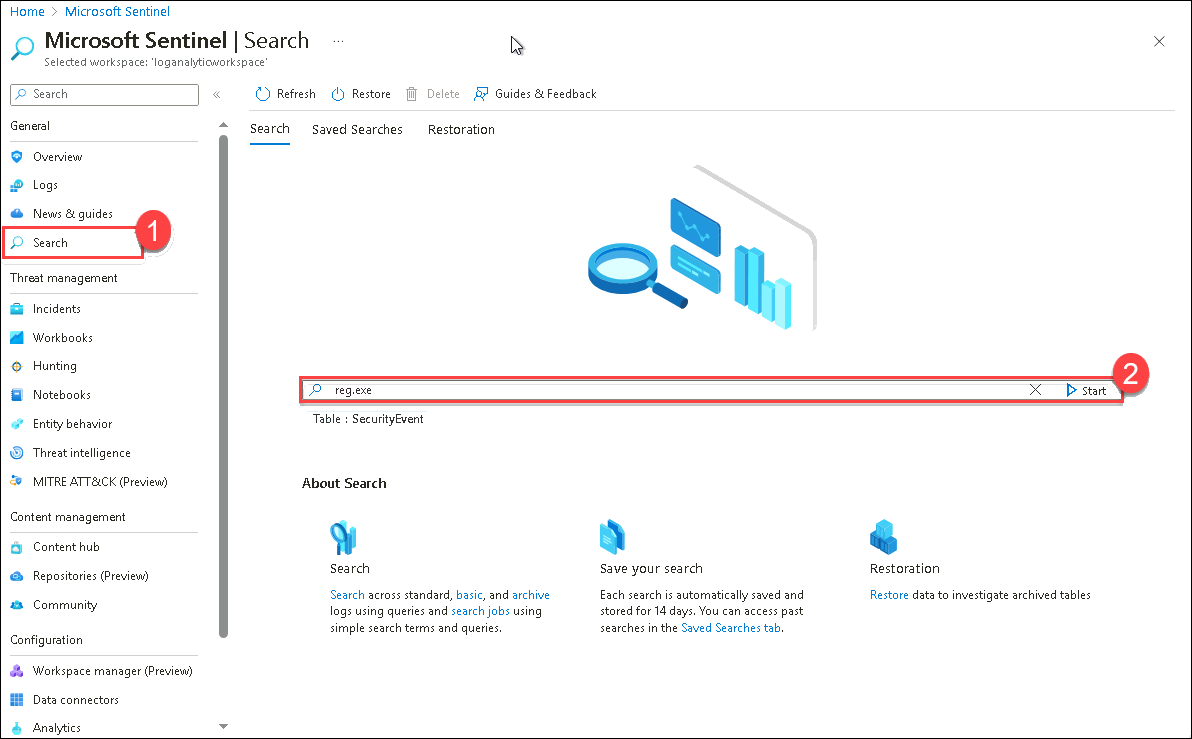 Home > Microsoft Sentinel
Microsoft Sentinel | Search ...
Selected workspace: 'loganalyticworkspace'
Search «
Refresh Restore Delete Guides & Feedback
General
Overview
Logs
News & guides
Search
1
Threat management
Incidents
Workbooks
Hunting
Notebooks
Entity behavior
Threat intelligence
MITRE ATT&CK (Preview)
Content management
Content hub
Repositories (Preview)
Community
Configuration
Workspace manager (Preview)
Data connectors
Analytics
Search Saved Searches Restoration
reg.exe Start
2
Table : SecurityEvent
About Search
Search
Search across standard, basic, and archive
logs using queries and search jobs using
simple search terms and queries.
Save your search
Each search is automatically saved and
stored for 14 days. You can access past
searches in the Saved Searches tab.
Restoration
Restore data to investigate archived tables